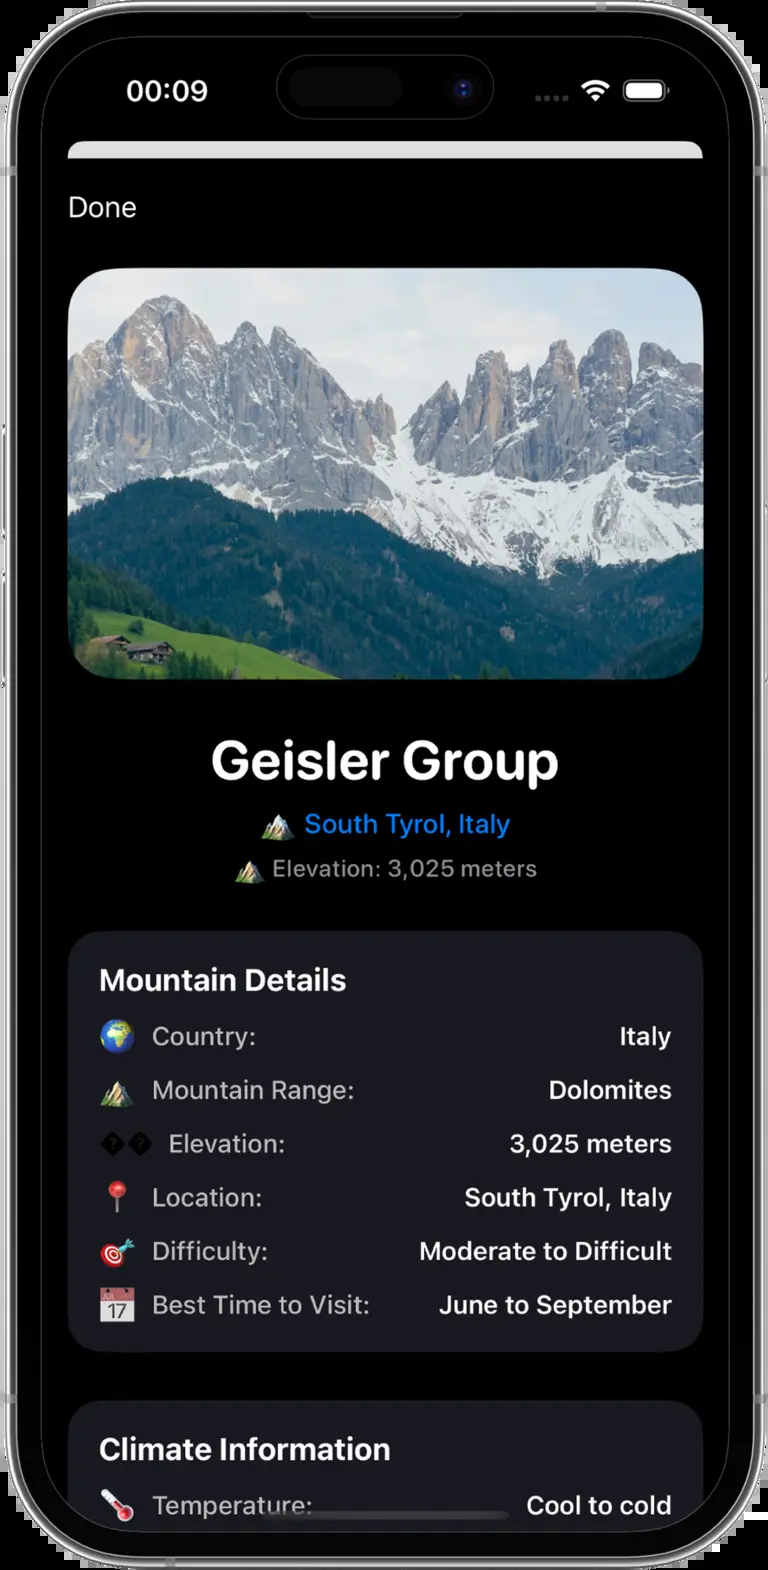 00:09
Done
Geisler Group
South Tyrol, Italy
Elevation: 3,025 meters
Mountain Details
Country: Italy
Mountain Range: Dolomites
�� Elevation: 3,025 meters
Location: South Tyrol, Italy
Difficulty: Moderate to Difficult
JUL
17
Best Time to Visit: June to September
Climate Information
Temperature: Cool to cold